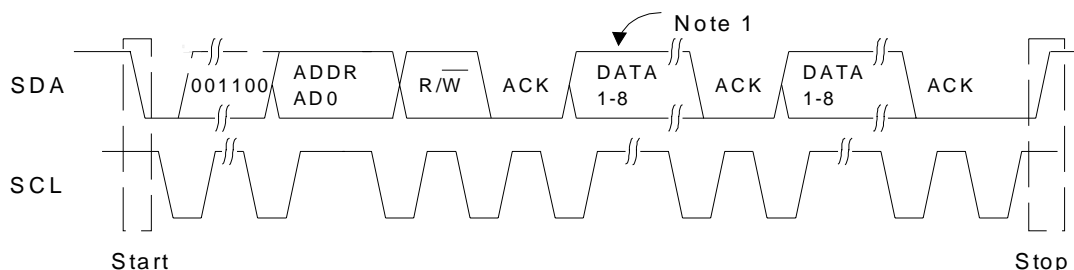 Note 1
SDA
001100
ADDR
AD0
R/W̅
ACK
DATA
1-8
ACK
DATA
1-8
ACK
SCL
Start
Stop